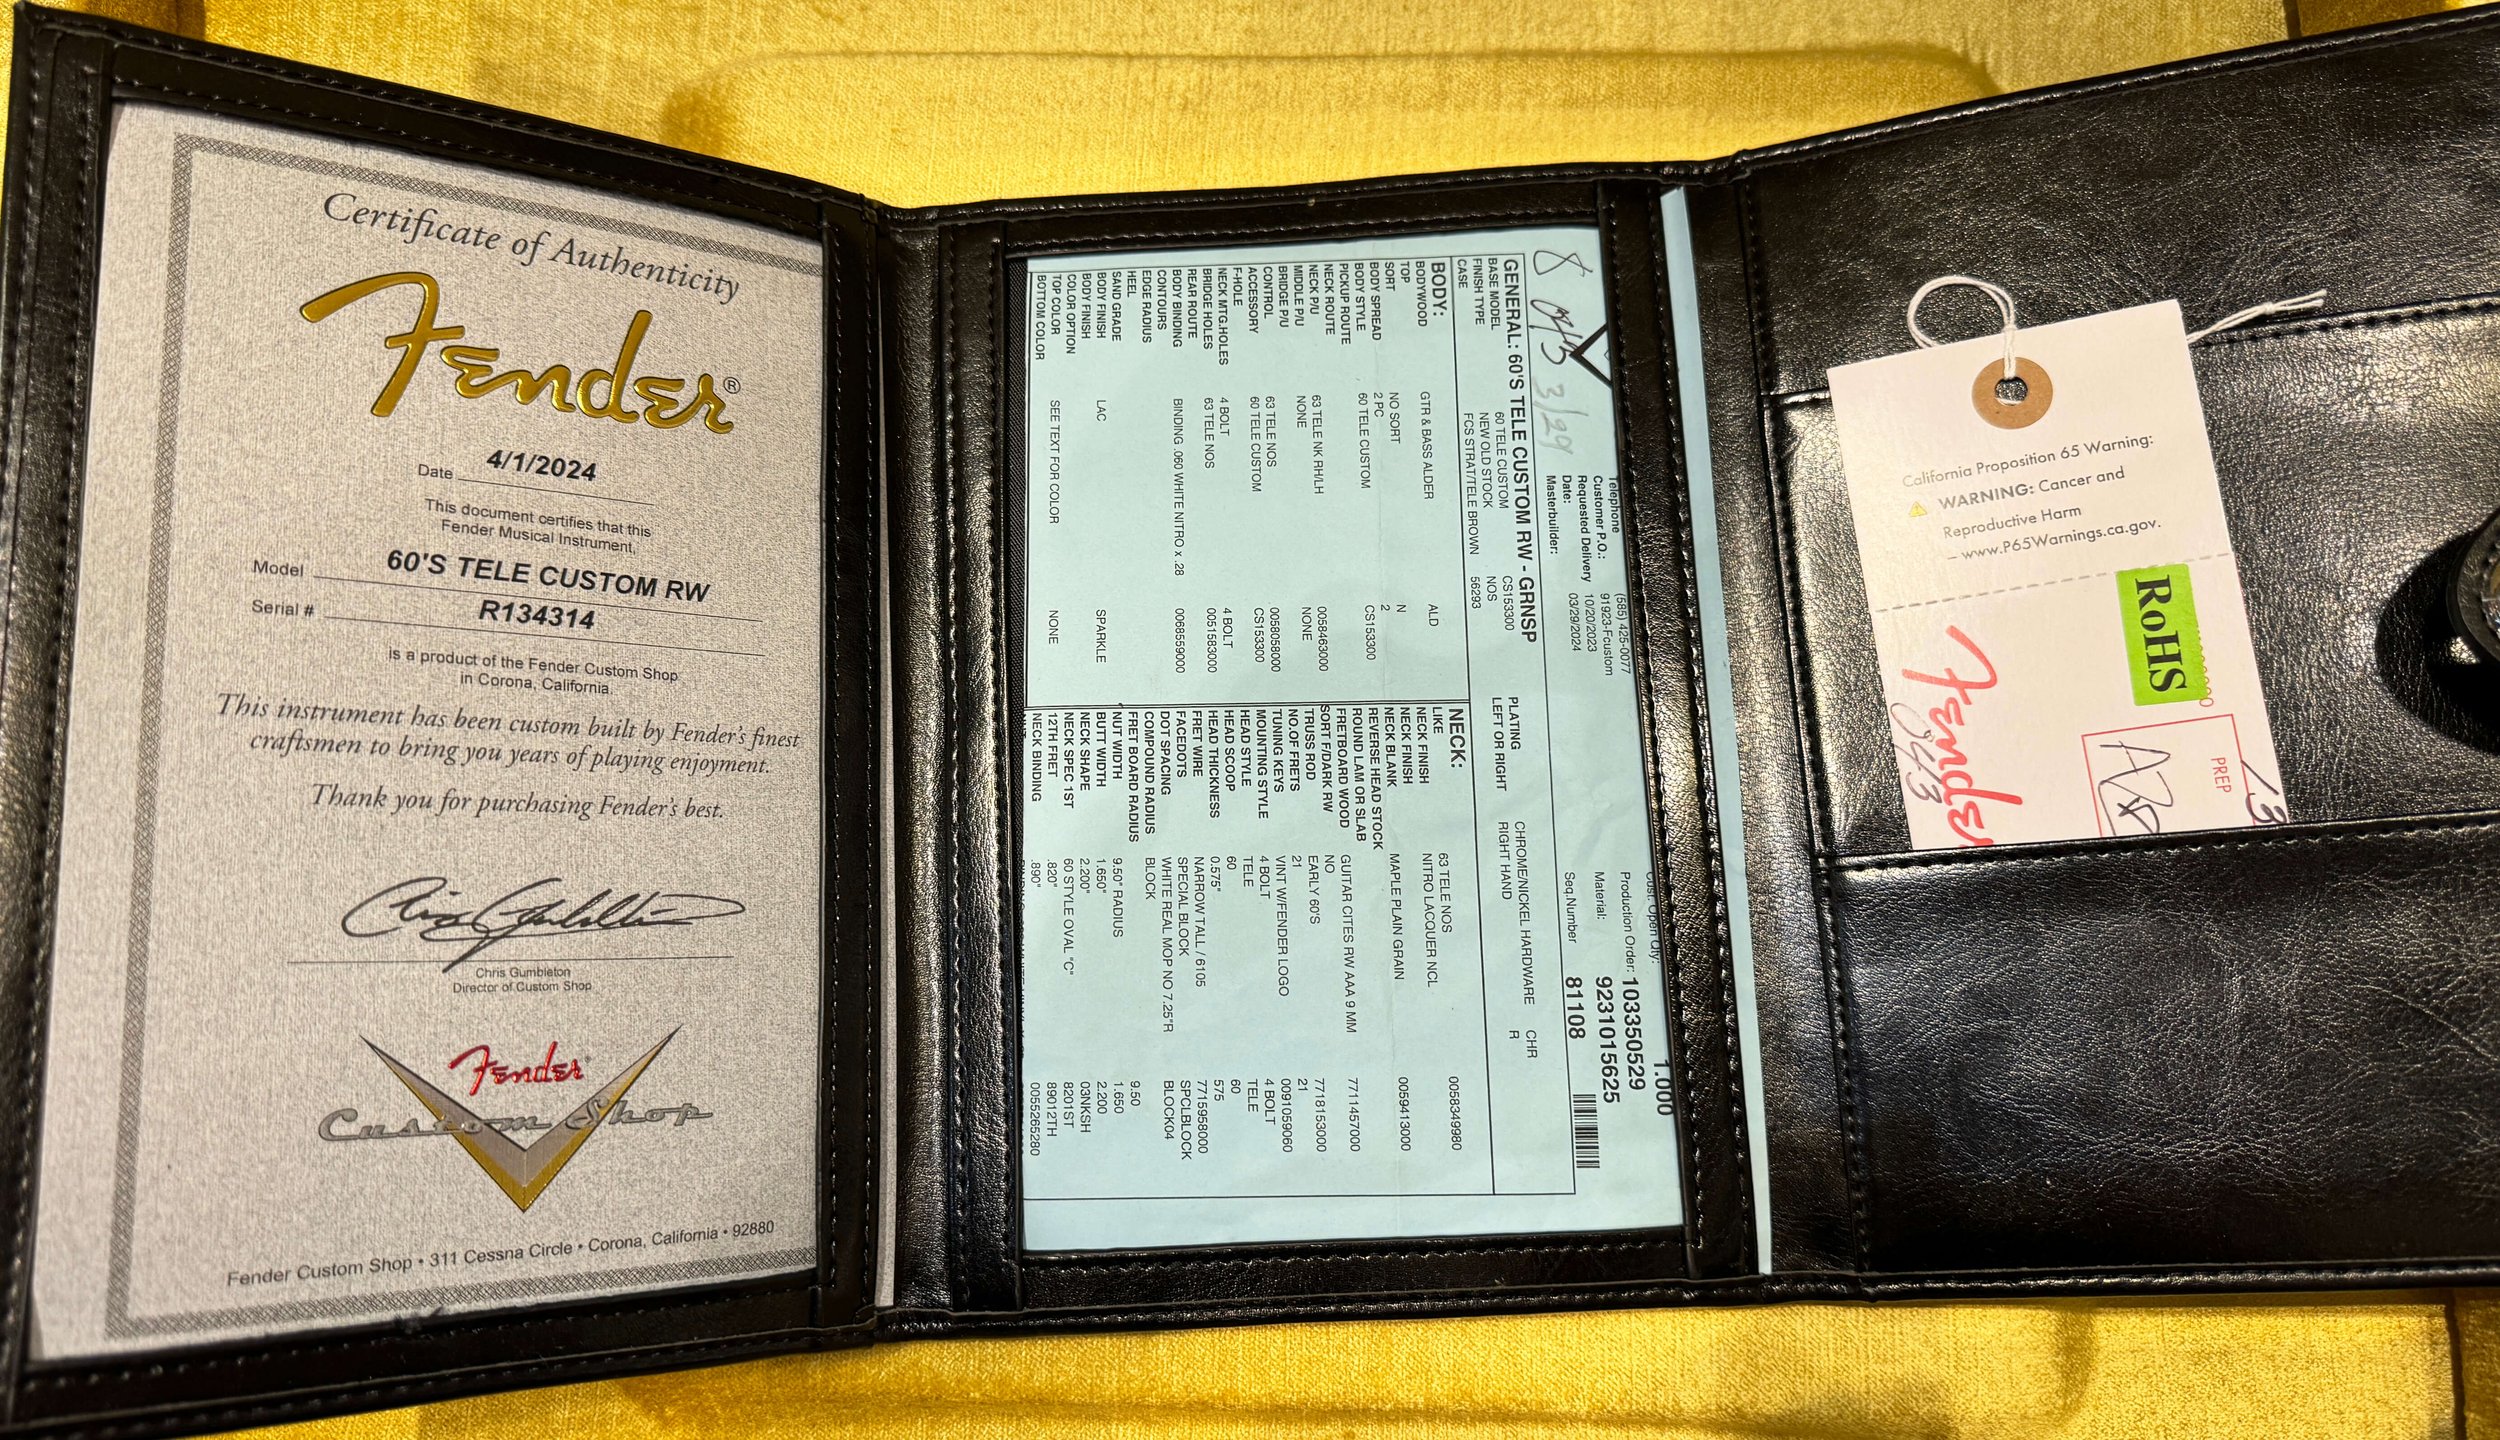 Certificate of Authenticity
Fender®
Date 4/1/2024
This document certifies that this
Fender Musical Instrument,
Model 60'S TELE CUSTOM RW
Serial # R134314
is a product of the Fender Custom Shop
in Corona, California.
This instrument has been custom built by Fender's finest
craftsmen to bring you years of playing enjoyment.
Thank you for purchasing Fender's best.
Chris Gumbleton
Director of Custom Shop
Fender
Custom Shop
Fender Custom Shop • 311 Cessna Circle • Corona, California • 92880
3/29
Telephone (585) 425-0077
Customer P.O.: 91923-Fcustom
Requested Delivery 10/20/2023
Date: 03/29/2024
Masterbuilder:
Cust. Open Qty: 1.000
Production Order: 103350529
Material: 9231015625
Seq.Number 81108
GENERAL: 60'S TELE CUSTOM RW - GRNSP
BASE MODEL 60 TELE CUSTOM CS153300
FINISH TYPE NEW OLD STOCK NOS
CASE FCS STRAT/TELE BROWN 56293
PLATING CHROME/NICKEL HARDWARE CHR
LEFT OR RIGHT RIGHT HAND R
BODY:
BODYWOOD GTR & BASS ALDER ALD
TOP
SORT NO SORT N
BODY SPREAD 2 PC 2
BODY STYLE 60 TELE CUSTOM CS153300
PICKUP ROUTE
NECK ROUTE
NECK P/U 63 TELE NK RH/LH 0058463000
MIDDLE P/U NONE NONE
BRIDGE P/U
CONTROL 63 TELE NOS 0058058000
ACCESSORY 60 TELE CUSTOM CS153300
F-HOLE
NECK MTG.HOLES 4 BOLT 4 BOLT
BRIDGE HOLES 63 TELE NOS 0051583000
REAR ROUTE
BODY BINDING BINDING .060 WHITE NITRO x .28 0068559000
CONTOURS
EDGE RADIUS
HEEL
SAND GRADE
BODY FINISH LAC SPARKLE
BODY FINISH
COLOR OPTION
TOP COLOR SEE TEXT FOR COLOR NONE
BOTTOM COLOR
NECK:
LIKE 63 TELE NOS 0058349980
NECK FINISH NITRO LACQUER NCL
NECK FINISH
NECK BLANK MAPLE PLAIN GRAIN 0059413000
REVERSE HEAD STOCK
ROUND LAM OR SLAB
FRETBOARD WOOD GUITAR CITES RW AAA 9 MM 7711457000
SORT F/DARK RW NO
TRUSS ROD EARLY 60'S 7718153000
NO.OF FRETS 21 21
TUNING KEYS VINT W/FENDER LOGO 0091059060
MOUNTING STYLE 4 BOLT 4 BOLT
HEAD STYLE TELE TELE
HEAD SCOOP 60 60
HEAD THICKNESS 0.575" 575
FRET WIRE NARROW TALL / 6105 7715958000
FACEDOTS SPECIAL BLOCK SPCLBLOCK
DOT SPACING WHITE REAL MOP NO 7.25"R BLOCK04
COMPOUND RADIUS BLOCK
FRET BOARD RADIUS
NUT WIDTH 9.50" RADIUS 9.50
BUTT WIDTH 1.650" 1.650
NECK SHAPE 2.200" 2.200
NECK SPEC 1ST 60 STYLE OVAL "C" 03NKSH
12TH FRET .820" 8201ST
NECK BINDING .890" 89012TH
0055265280
California Proposition 65 Warning:
WARNING: Cancer and
Reproductive Harm
– www.P65Warnings.ca.gov.
RoHS
Fender
PREP